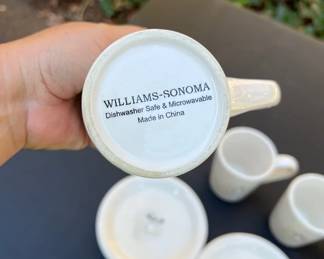 WILLIAMS-SONOMA
Dishwasher Safe & Microwavable
Made in China